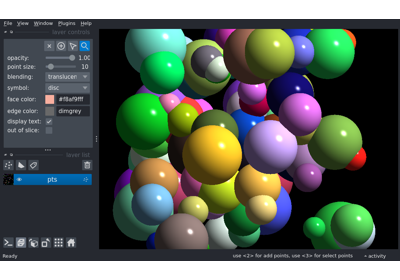 File View Window Plugins Help
layer controls
opacity: 1.00
point size: 10
blending: translucen
symbol: disc
face color: #f8af9fff
edge color: dimgrey
display text:
out of slice:
layer list
pts
Ready use <2> for add points, use <3> for select points activity